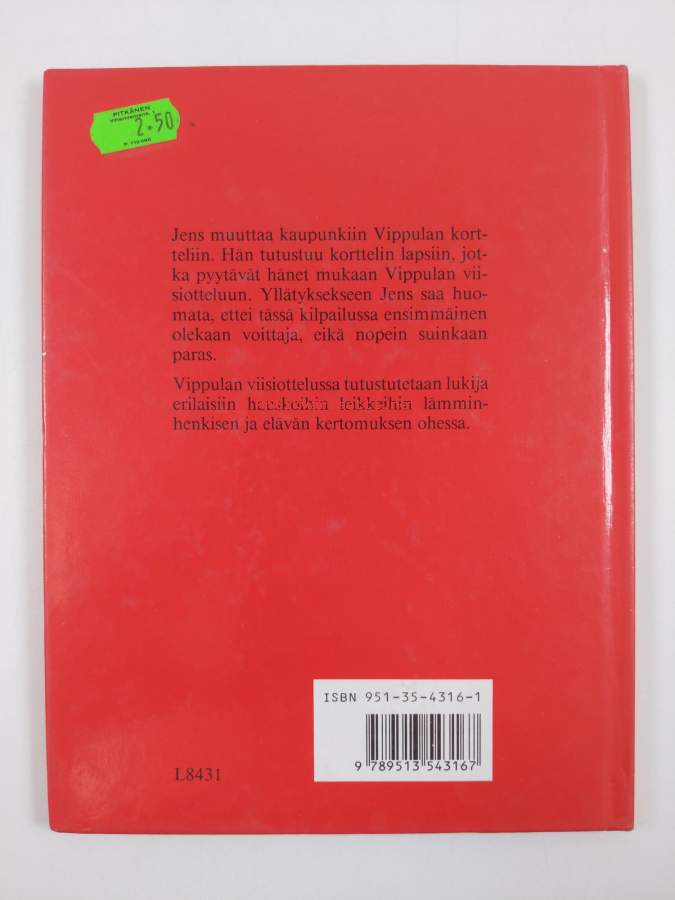 PITKÄNEN
2.50
Jens muuttaa kaupunkiin Vippulan kort-
teliin. Hän tutustuu korttelin lapsiin, jot-
ka pyytävät hänet mukaan Vippulan vii-
siotteluun. Yllätyksekseen Jens saa huo-
mata, ettei tässä kilpailussa ensimmäinen
olekaan voittaja, eikä nopein suinkaan
paras.
Vippulan viisiottelussa tutustutetaan lukija
erilaisiin hauskoihin leikkeihin lämmin-
henkisen ja elävän kertomuksen ohessa.
ISBN 951-35-4316-1
9 789513 543167
L8431